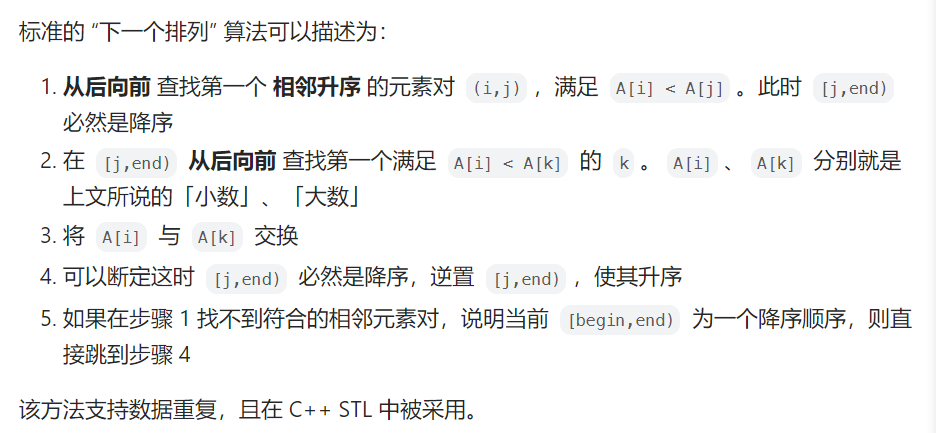 标准的 “下一个排列” 算法可以描述为：
1. 从后向前 查找第一个 相邻升序 的元素对 (i,j) ，满足 A[i] < A[j] 。此时 [j,end)
必然是降序
2. 在 [j,end) 从后向前 查找第一个满足 A[i] < A[k] 的 k 。 A[i] 、 A[k] 分别就是
上文所说的「小数」、「大数」
3. 将 A[i] 与 A[k] 交换
4. 可以断定这时 [j,end) 必然是降序，逆置 [j,end) ，使其升序
5. 如果在步骤 1 找不到符合的相邻元素对，说明当前 [begin,end) 为一个降序顺序，则直
接跳到步骤 4
该方法支持数据重复，且在 C++ STL 中被采用。